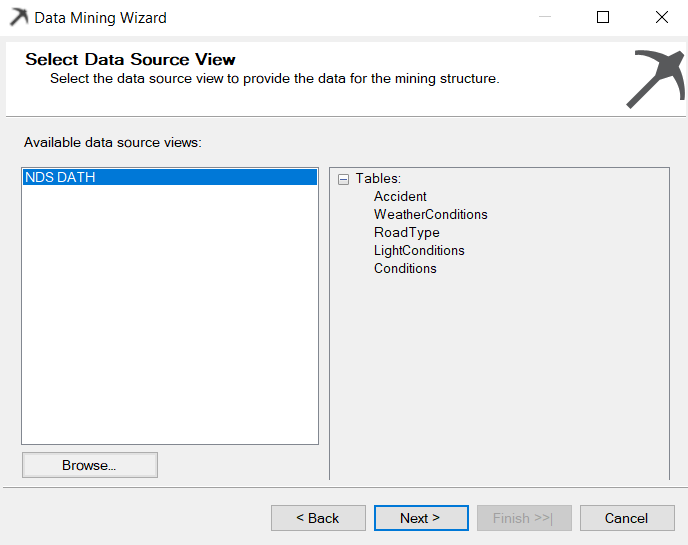 Data Mining Wizard
Select Data Source View
Select the data source view to provide the data for the mining structure.
Available data source views:
NDS DATH
Tables:
Accident
WeatherConditions
RoadType
LightConditions
Conditions
Browse...
< Back
Next >
Finish >>|
Cancel